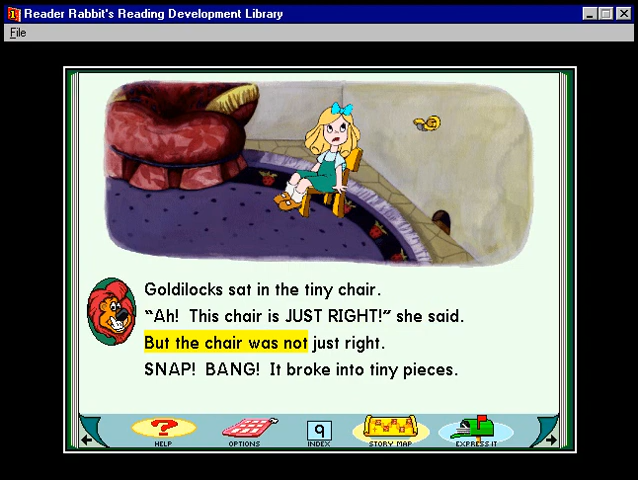 Reader Rabbit's Reading Development Library
File
Goldilocks sat in the tiny chair.
“Ah! This chair is JUST RIGHT!” she said.
But the chair was not just right.
SNAP! BANG! It broke into tiny pieces.
?
9
HELP
OPTIONS
INDEX
STORY MAP
EXPRESS IT